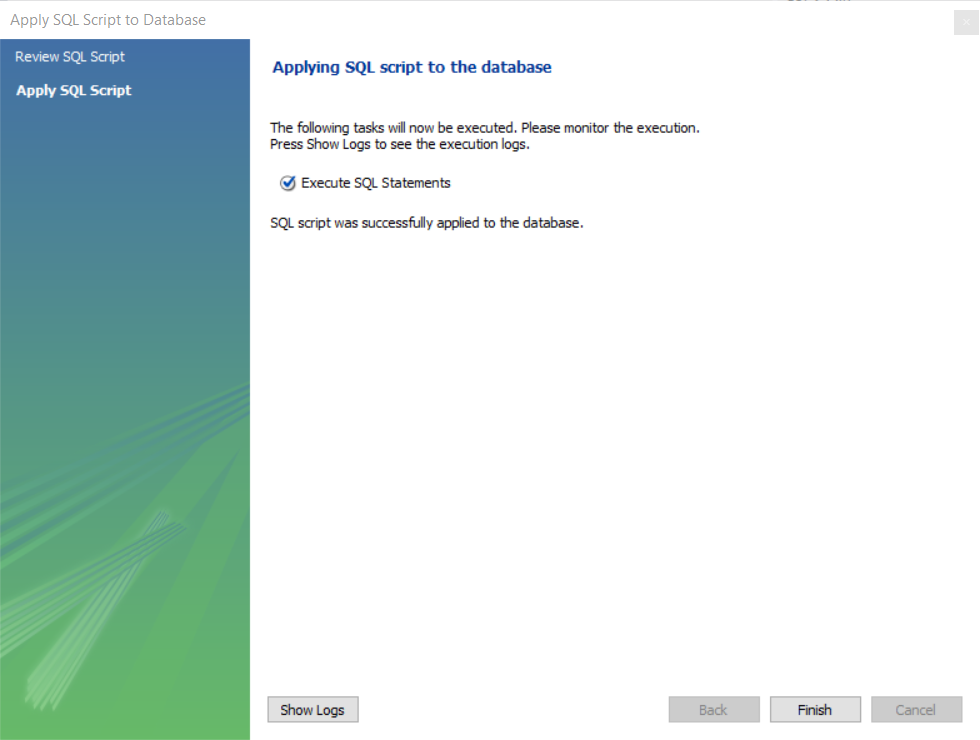 Apply SQL Script to Database
Review SQL Script
Apply SQL Script
Applying SQL script to the database
The following tasks will now be executed. Please monitor the execution.
Press Show Logs to see the execution logs.
Execute SQL Statements
SQL script was successfully applied to the database.
Show Logs
Back
Finish
Cancel